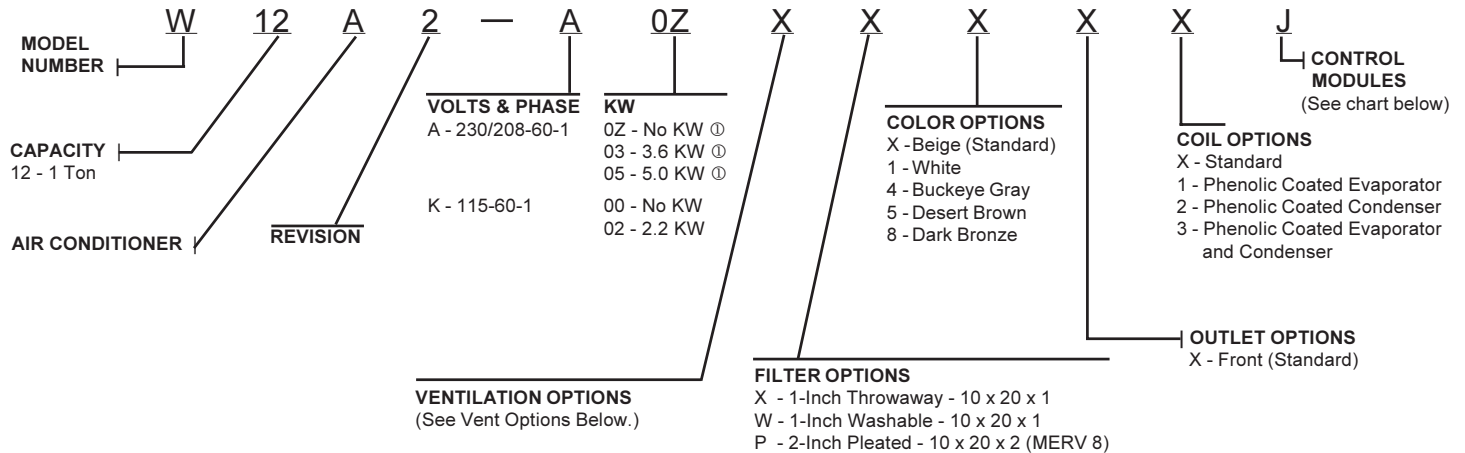 W 12 A 2 — A 0Z X X X X X J
MODEL
NUMBER
CAPACITY
12 - 1 Ton
AIR CONDITIONER
REVISION
VOLTS & PHASE
A - 230/208-60-1
K - 115-60-1
KW
0Z - No KW ①
03 - 3.6 KW ①
05 - 5.0 KW ①
00 - No KW
02 - 2.2 KW
VENTILATION OPTIONS
(See Vent Options Below.)
FILTER OPTIONS
X - 1-Inch Throwaway - 10 x 20 x 1
W - 1-Inch Washable - 10 x 20 x 1
P - 2-Inch Pleated - 10 x 20 x 2 (MERV 8)
COLOR OPTIONS
X - Beige (Standard)
1 - White
4 - Buckeye Gray
5 - Desert Brown
8 - Dark Bronze
OUTLET OPTIONS
X - Front (Standard)
COIL OPTIONS
X - Standard
1 - Phenolic Coated Evaporator
2 - Phenolic Coated Condenser
3 - Phenolic Coated Evaporator
and Condenser
CONTROL
MODULES
(See chart below)